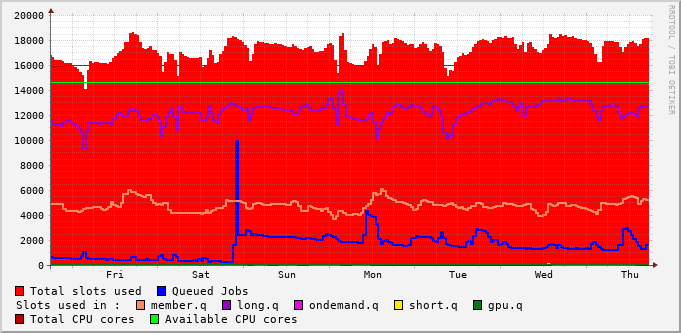 RRDTOOL / TOBI OETIKER
20000
18000
16000
14000
12000
10000
8000
6000
4000
2000
0
Fri Sat Sun Mon Tue Wed Thu
Total slots used Queued Jobs
Slots used in : member.q long.q ondemand.q short.q gpu.q
Total CPU cores Available CPU cores